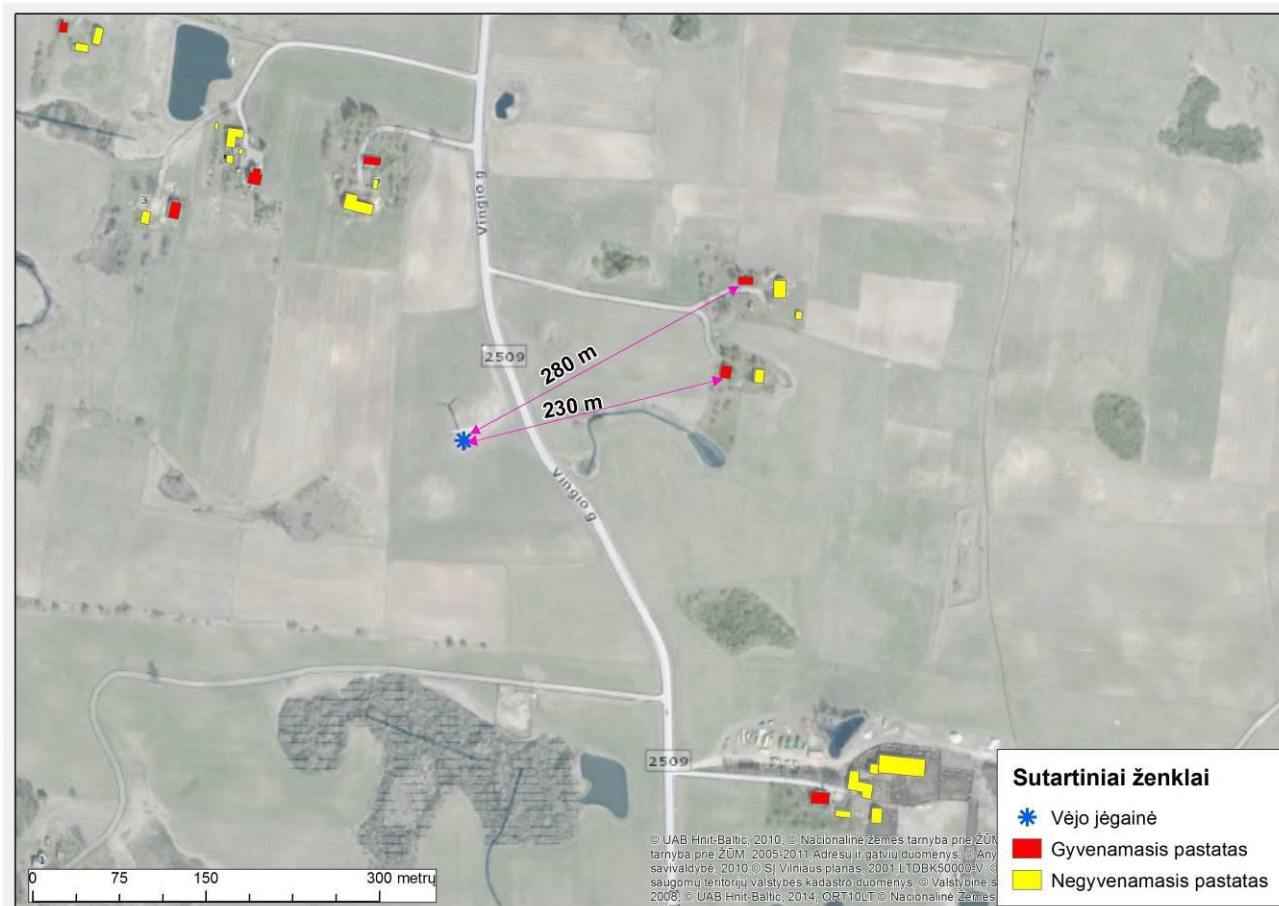 Vingio g
3
2509
280 m
230 m
Vingio g
2509
Sutartiniai ženklai
Vėjo jėgainė
Gyvenamasis pastatas
Negyvenamasis pastatas
© UAB Hnit-Baltic, 2010; © Nacionalinė žemės tarnyba prie ŽŪM
tarnyba prie ŽŪM, 2005-2011 Adresų ir gatvių duomenys, © Any
savivaldybė, 2010;© SĮ Vilniaus planas, 2001 LTDBK50000-V; ©
saugomų teritorijų valstybės kadastro duomenys, © Valstybinė s
2008; © UAB Hnit-Baltic, 2014; ORT10LT © Nacionalinė Žemės
1
0 75 150 300 metrų